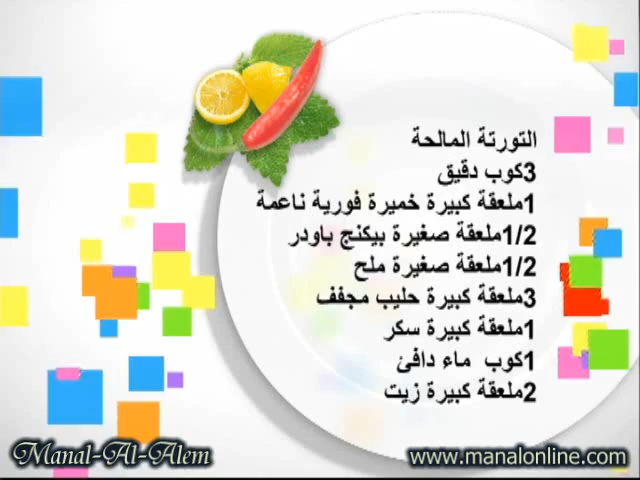 التورتة المالحة
3كوب دقيق
1ملعقة كبيرة خميرة فورية ناعمة
1/2ملعقة صغيرة بيكنج باودر
1/2ملعقة صغيرة ملح
3ملعقة كبيرة حليب مجفف
1ملعقة كبيرة سكر
1كوب ماء دافئ
2ملعقة كبيرة زيت
Manal-Al-Alem
www.manalonline.com